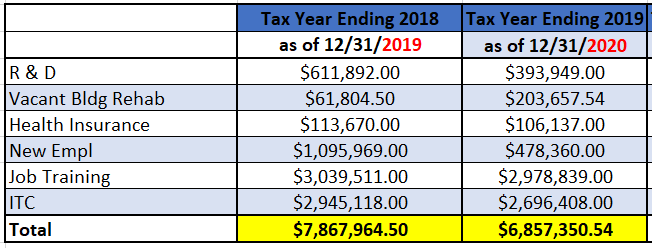 Tax Year Ending 2018 Tax Year Ending 2019
as of 12/31/2019 as of 12/31/2020
R & D $611,892.00 $393,949.00
Vacant Bldg Rehab $61,804.50 $203,657.54
Health Insurance $113,670.00 $106,137.00
New Empl $1,095,969.00 $478,360.00
Job Training $3,039,511.00 $2,978,839.00
ITC $2,945,118.00 $2,696,408.00
Total $7,867,964.50 $6,857,350.54